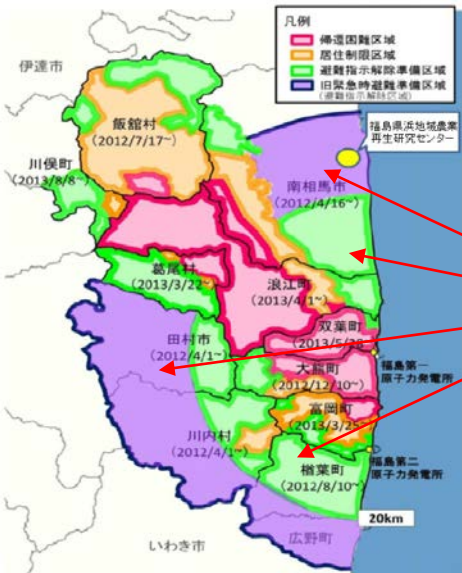 凡例
帰還困難区域
居住制限区域
避難指示解除準備区域
旧緊急時避難準備区域
(避難指示解除区域)
伊達市
飯舘村
(2012/7/17~)
福島県浜地域農業
再生研究センター
川俣町
(2013/8/8~)
南相馬市
(2012/4/16~)
葛尾村
(2013/3/22~)
浪江町
(2013/4/1~)
田村市
(2012/4/1~)
双葉町
(2013/5/28
大熊町
(2012/12/10~)
福島第一
原子力発電所
富岡町
(2013/3/25~
川内村
(2012/4/1~)
福島第二
原子力発電所
楢葉町
(2012/8/10~)
20km
広野町
いわき市